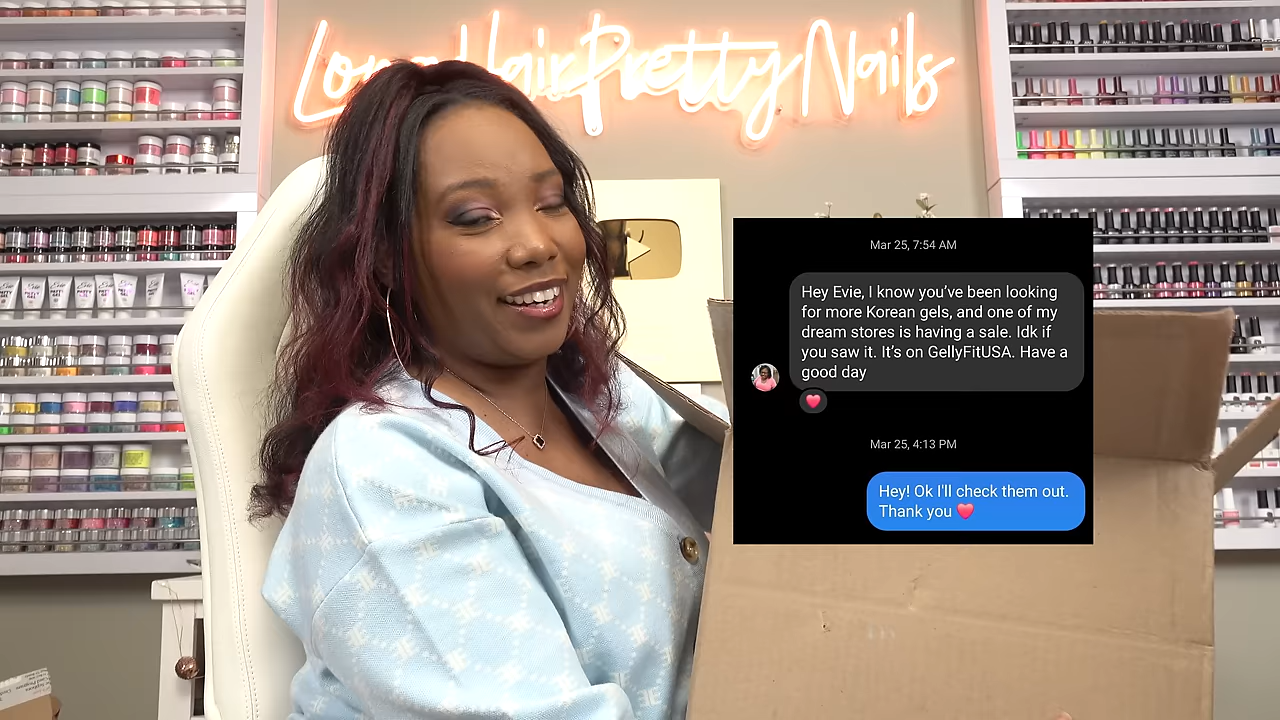 LongHairPrettyNails
Mar 25, 7:54 AM
Hey Evie, I know you’ve been looking
for more Korean gels, and one of my
dream stores is having a sale. Idk if
you saw it. It’s on GellyFitUSA. Have a
good day
Mar 25, 4:13 PM
Hey! Ok I'll check them out.
Thank you ❤️